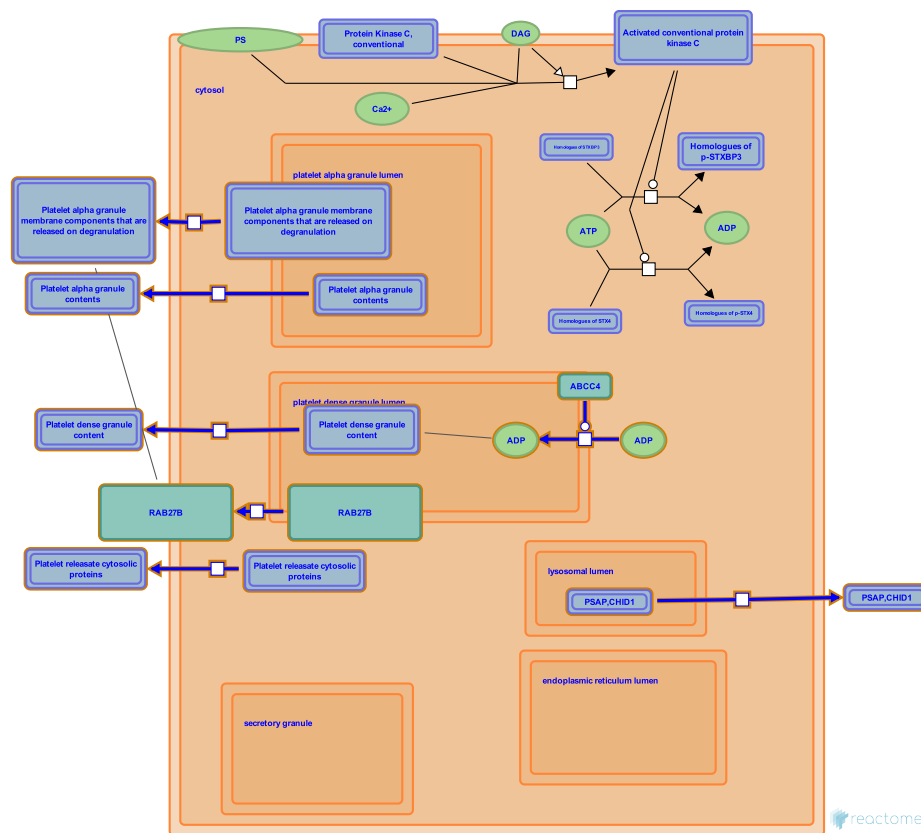 PS
Protein Kinase C,
conventional
DAG
Activated conventional protein
kinase C
cytosol
Ca2+
Homologues of STXBP3
Homologues of
p-STXBP3
platelet alpha granule lumen
Platelet alpha granule
membrane components that are
released on degranulation
Platelet alpha granule membrane
components that are released on
degranulation
ATP
ADP
Platelet alpha granule
contents
Platelet alpha granule
contents
Homologues of STX4
Homologues of p-STX4
ABCC4
platelet dense granule lumen
Platelet dense granule
content
Platelet dense granule
content
ADP
ADP
RAB27B
RAB27B
Platelet releasate cytosolic
proteins
Platelet releasate cytosolic
proteins
lysosomal lumen
PSAP,CHID1
PSAP,CHID1
endoplasmic reticulum lumen
secretory granule
reactome